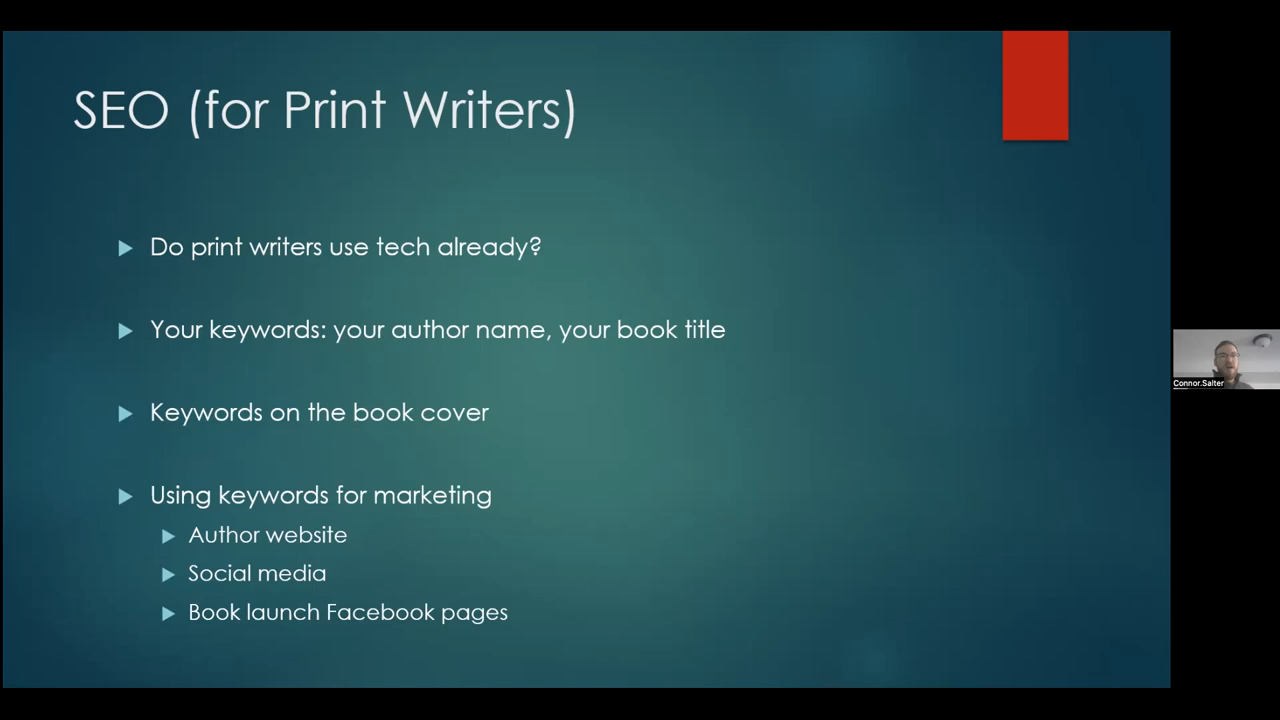 SEO (for Print Writers)
Do print writers use tech already?
Your keywords: your author name, your book title
Keywords on the book cover
Using keywords for marketing
Author website
Social media
Book launch Facebook pages
Connor.Salter